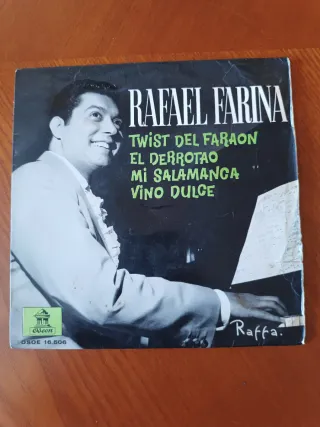 RAFAEL FARINA
TWIST DEL FARAON
EL DERROTAO
MI SALAMANCA
VINO DULCE
Odeon
DSOE 16.506
Raffa.